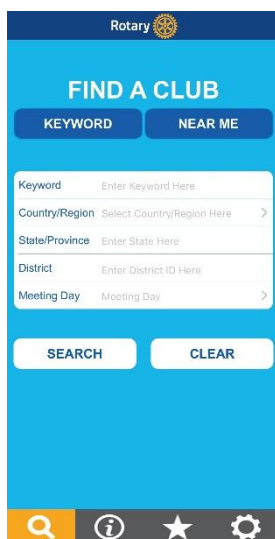 Rotary
FIND A CLUB
KEYWORD NEAR ME
Keyword Enter Keyword Here
Country/Region Select Country/Region Here
State/Province Enter State Here
District Enter District ID Here
Meeting Day Meeting Day
SEARCH CLEAR